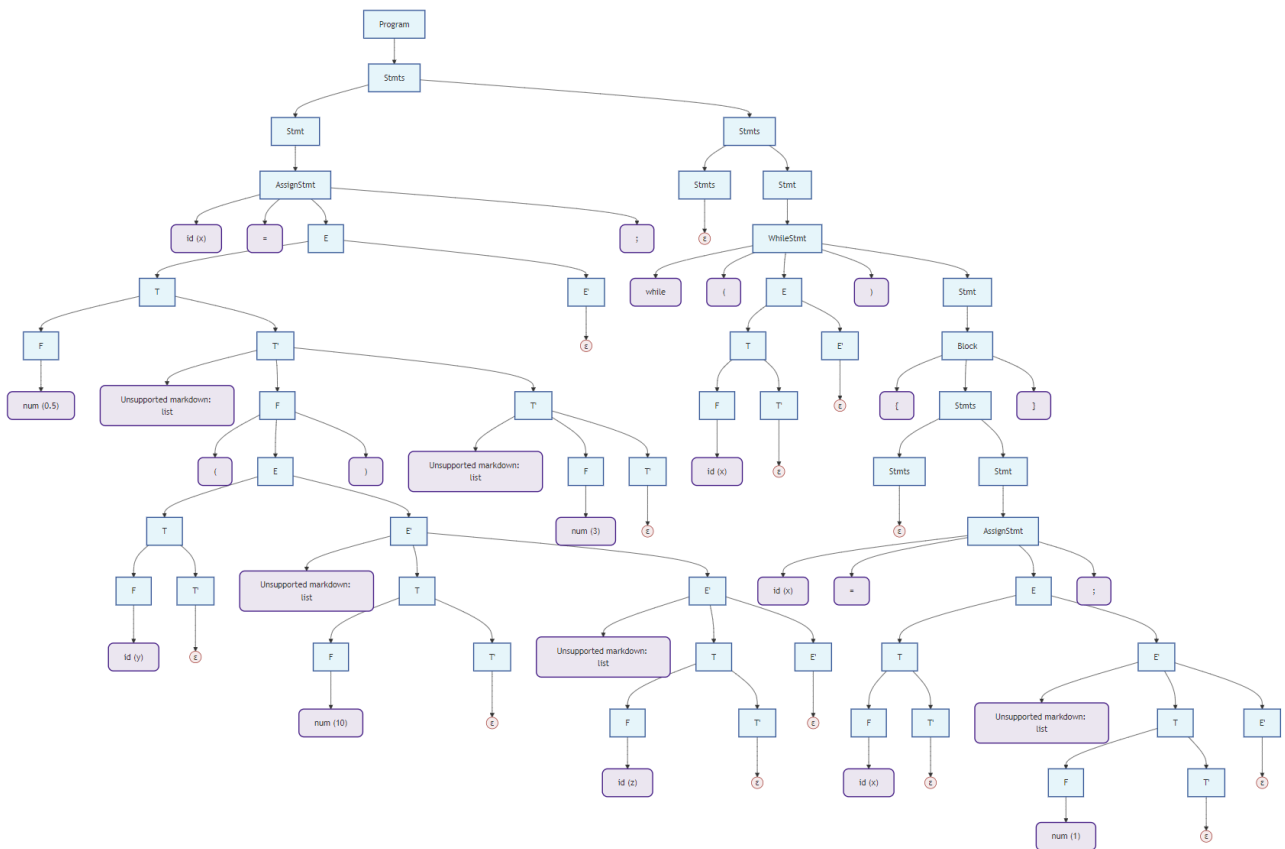 Program
Stmts
Stmt
Stmts
AssignStmt
Stmts
Stmt
id (x)
=
E
;
ε
WhileStmt
T
E'
while
(
E
)
Stmt
F
T'
ε
T
E'
Block
num (0.5)
Unsupported markdown:
list
F
T'
F
T'
ε
[
Stmts
]
(
E
)
Unsupported markdown:
list
F
T'
id (x)
ε
Stmts
Stmt
T
E'
num (3)
ε
ε
AssignStmt
F
T'
Unsupported markdown:
list
T
E'
id (x)
=
E
;
id (y)
ε
F
T'
Unsupported markdown:
list
T
E'
T
E'
num (10)
ε
F
T'
ε
F
T'
Unsupported markdown:
list
T
E'
id (z)
ε
id (x)
ε
F
T'
ε
num (1)
ε